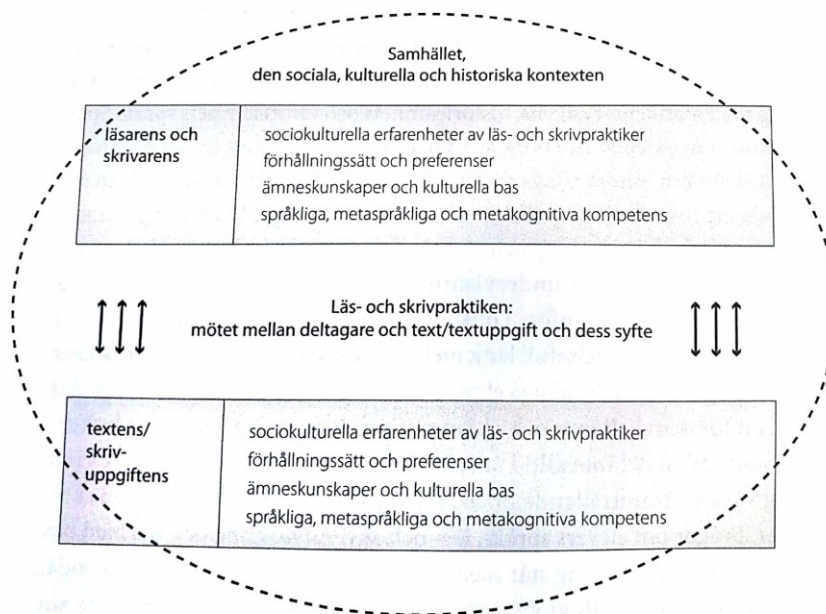 Samhället,
den sociala, kulturella och historiska kontexten
läsarens och
skrivarens
sociokulturella erfarenheter av läs- och skrivpraktiker
förhållningssätt och preferenser
ämneskunskaper och kulturella bas
språkliga, metaspråkliga och metakognitiva kompetens
Läs- och skrivpraktiken:
mötet mellan deltagare och text/textuppgift och dess syfte
textens/
skriv-
uppgiftens
sociokulturella erfarenheter av läs- och skrivpraktiker
förhållningssätt och preferenser
ämneskunskaper och kulturella bas
språkliga, metaspråkliga och metakognitiva kompetens